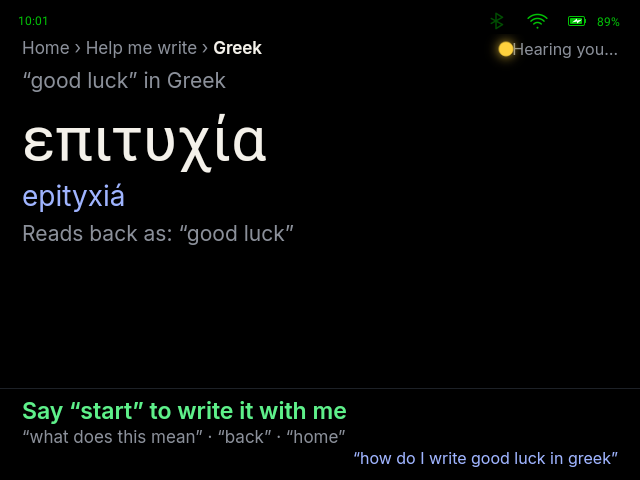 10:01
89%
Home › Help me write › Greek
Hearing you...
“good luck” in Greek
επιτυχία
epityxiá
Reads back as: “good luck”
Say “start” to write it with me
“what does this mean” · “back” · “home”
“how do I write good luck in greek”